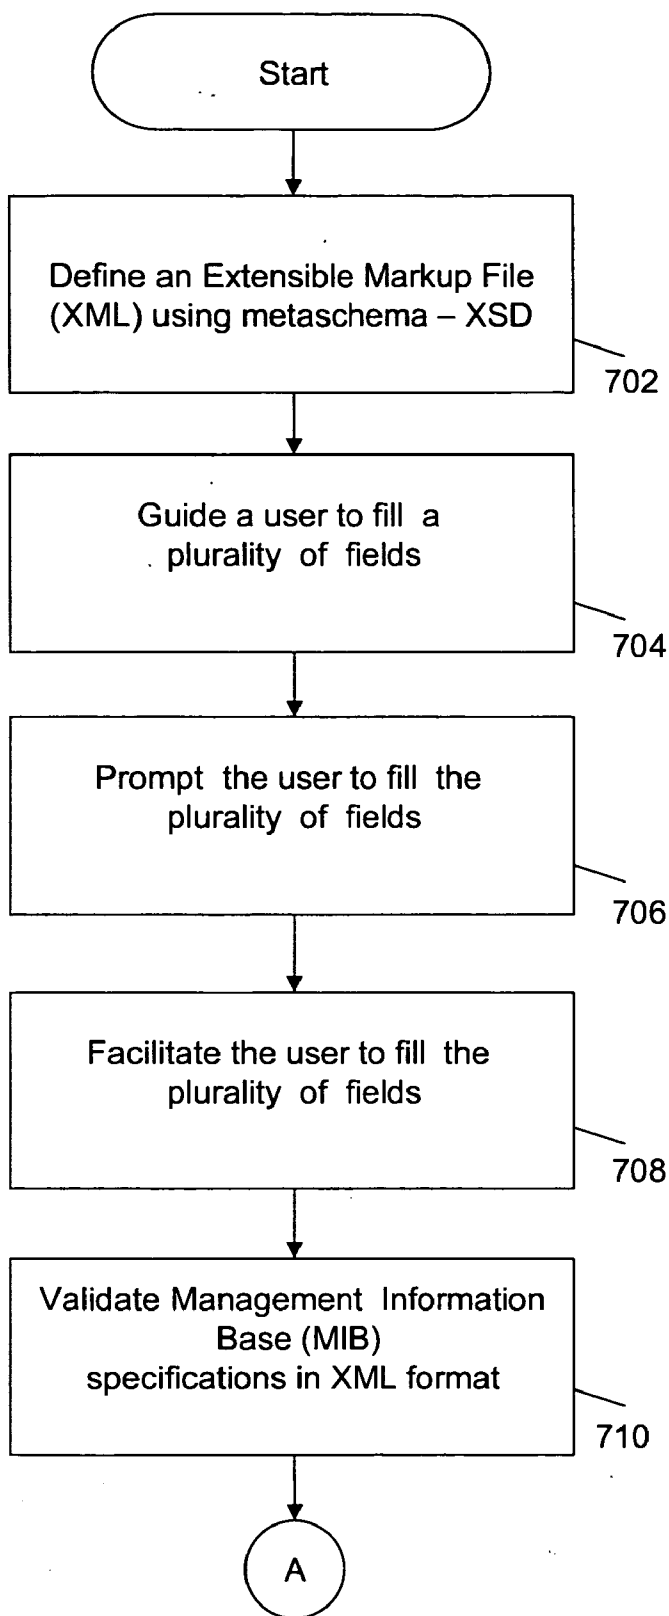 Start
Define an Extensible Markup File
(XML) using metaschema – XSD
702
Guide a user to fill a
plurality of fields
704
Prompt the user to fill the
plurality of fields
706
Facilitate the user to fill the
plurality of fields
708
Validate Management Information
Base (MIB)
specifications in XML format
710
A